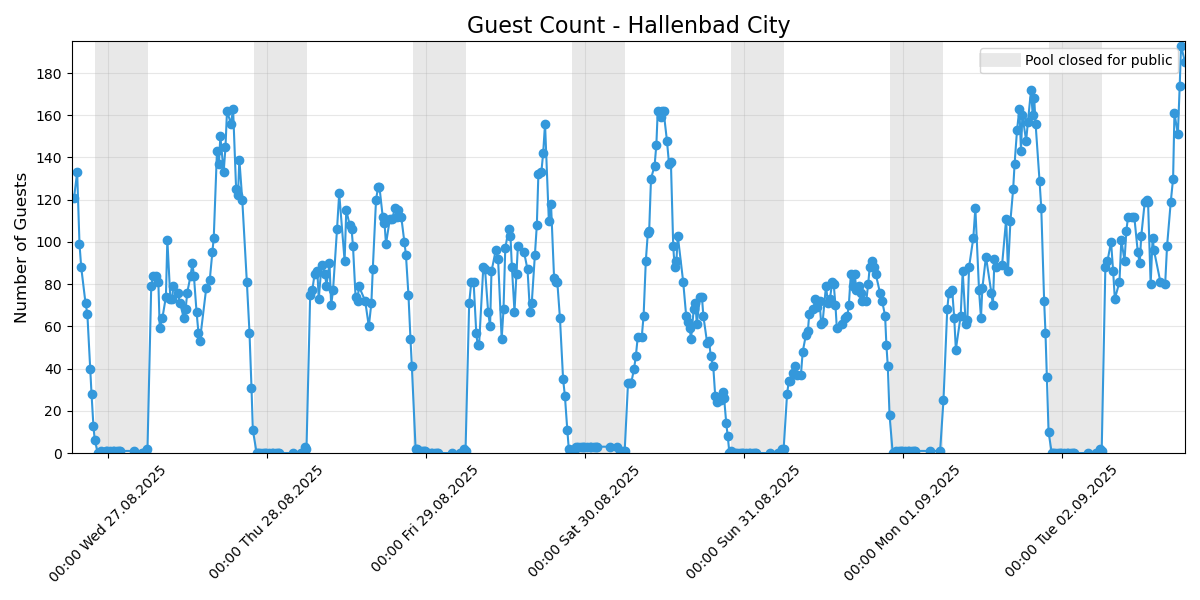 Guest Count - Hallenbad City
Pool closed for public
Number of Guests
180
160
140
120
100
80
60
40
20
0
00:00 Wed 27.08.2025
00:00 Thu 28.08.2025
00:00 Fri 29.08.2025
00:00 Sat 30.08.2025
00:00 Sun 31.08.2025
00:00 Mon 01.09.2025
00:00 Tue 02.09.2025